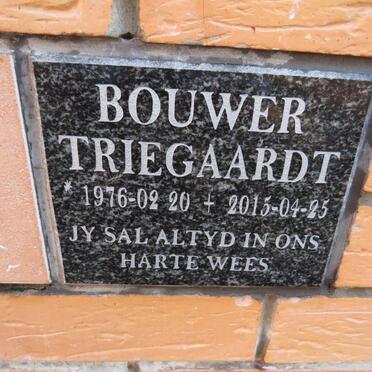 BOUWER
TRIEGAARDT
* 1976-02 20 + 2015-04-25
JY SAL ALTYD IN ONS
HARTE WEES